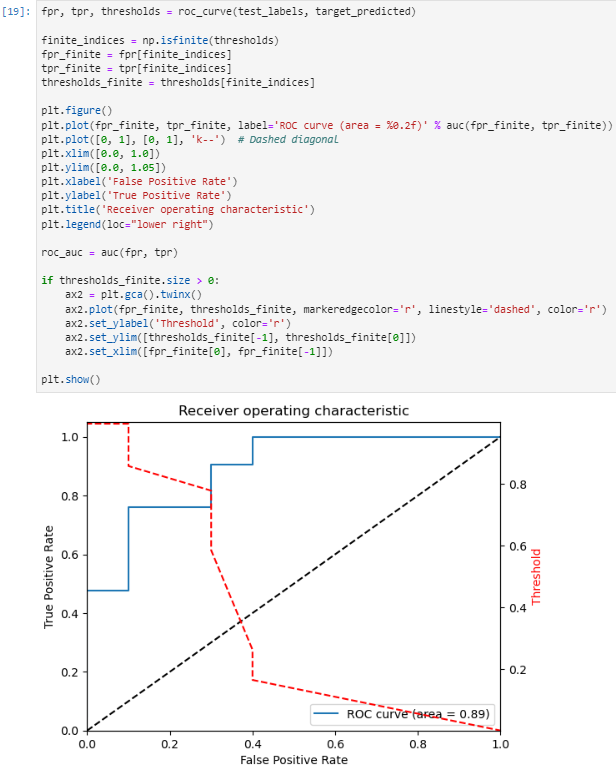 [19]: fpr, tpr, thresholds = roc_curve(test_labels, target_predicted)
finite_indices = np.isfinite(thresholds)
fpr_finite = fpr[finite_indices]
tpr_finite = tpr[finite_indices]
thresholds_finite = thresholds[finite_indices]
plt.figure()
plt.plot(fpr_finite, tpr_finite, label='ROC curve (area = %0.2f)' % auc(fpr_finite, tpr_finite))
plt.plot([0, 1], [0, 1], 'k--')  # Dashed diagonal
plt.xlim([0.0, 1.0])
plt.ylim([0.0, 1.05])
plt.xlabel('False Positive Rate')
plt.ylabel('True Positive Rate')
plt.title('Receiver operating characteristic')
plt.legend(loc="lower right")
roc_auc = auc(fpr, tpr)
if thresholds_finite.size > 0:
    ax2 = plt.gca().twinx()
    ax2.plot(fpr_finite, thresholds_finite, markeredgecolor='r', linestyle='dashed', color='r')
    ax2.set_ylabel('Threshold', color='r')
    ax2.set_ylim([thresholds_finite[-1], thresholds_finite[0]])
    ax2.set_xlim([fpr_finite[0], fpr_finite[-1]])
plt.show()
Receiver operating characteristic
True Positive Rate
1.0
0.8
0.6
0.4
0.2
0.0
0.8
0.6
0.4
0.2
Threshold
ROC curve (area = 0.89)
0.0 0.2 0.4 0.6 0.8 1.0
False Positive Rate